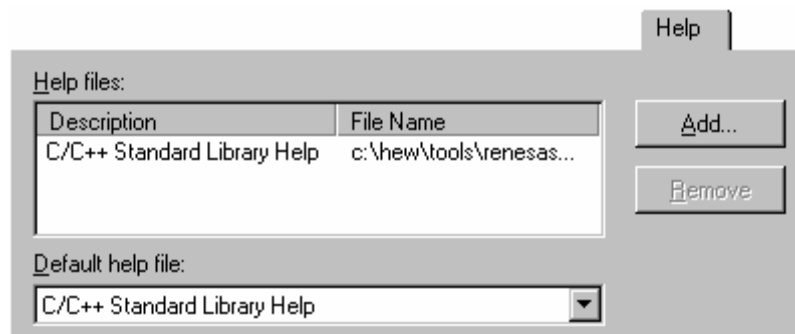 Help
Help files:
Description File Name
C/C++ Standard Library Help c:\hew\tools\renesas...
Add...
Remove
Default help file:
C/C++ Standard Library Help